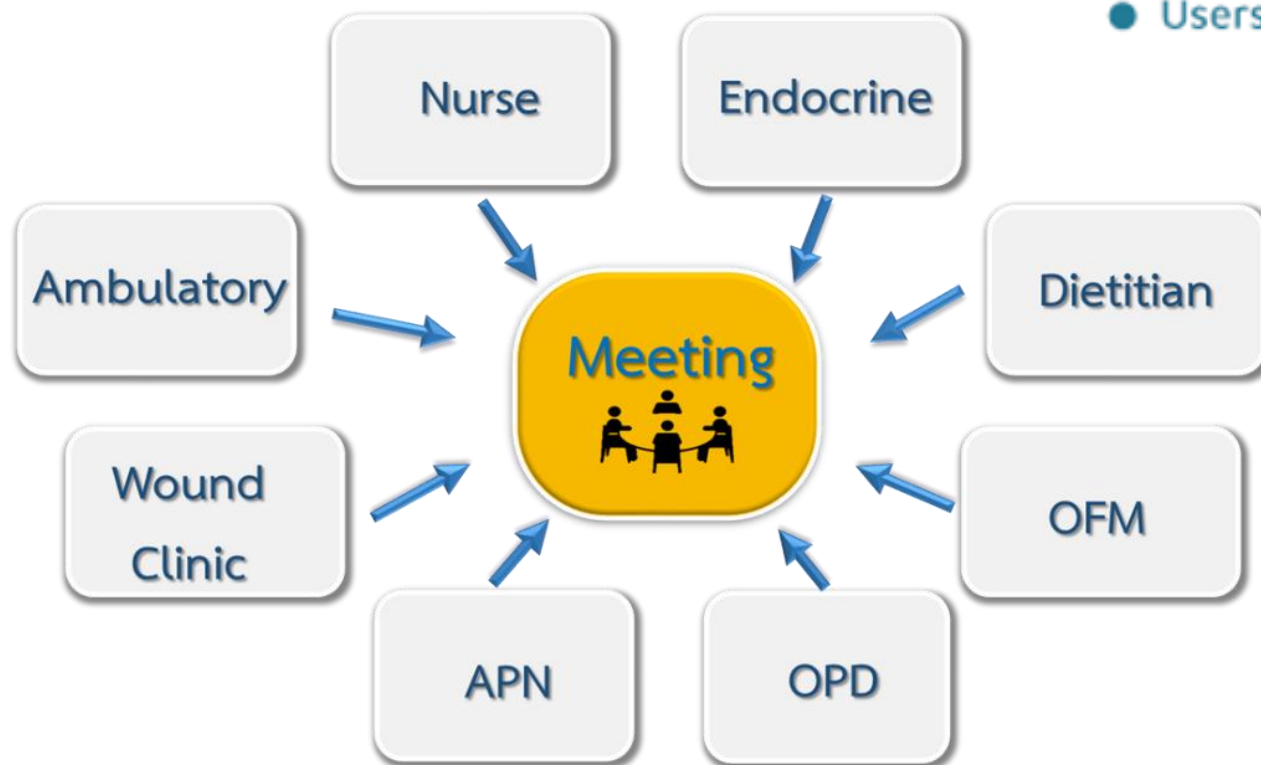 Users
Nurse
Endocrine
Ambulatory
Dietitian
Meeting
Wound
Clinic
OFM
APN
OPD